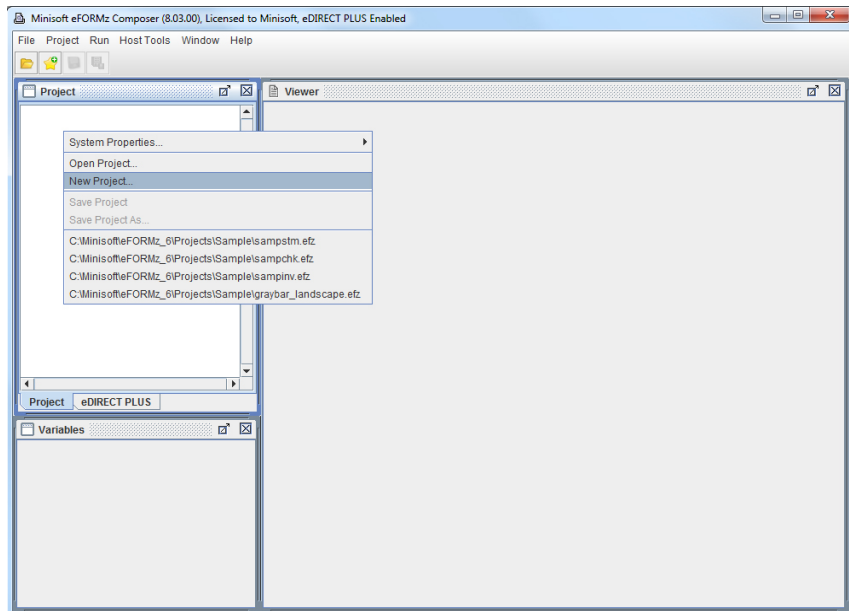 Minisoft eFORMz Composer (8.03.00), Licensed to Minisoft, eDIRECT PLUS Enabled
File Project Run Host Tools Window Help
Project
Viewer
System Properties...
Open Project...
New Project...
Save Project
Save Project As...
C:\Minisoft\eFORMz_6\Projects\Sample\sampstm.efz
C:\Minisoft\eFORMz_6\Projects\Sample\sampchk.efz
C:\Minisoft\eFORMz_6\Projects\Sample\sampinv.efz
C:\Minisoft\eFORMz_6\Projects\Sample\graybar_landscape.efz
Project eDIRECT PLUS
Variables